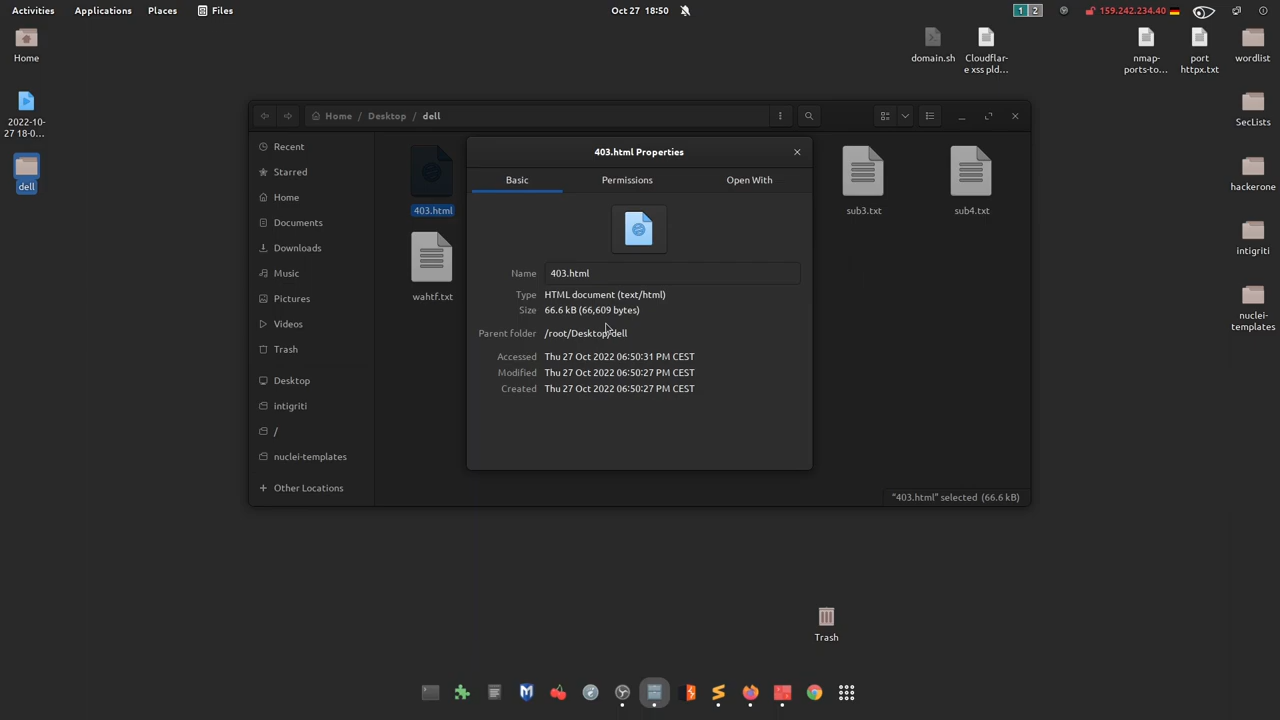 Activities Applications Places Files Oct 27 18:50 1 2 159.242.234.40
Home
2022-10-
27 18-0...
dell
domain.sh
Cloudflar-
e xss pld...
nmap-
ports-to...
port
httpx.txt
wordlist
SecLists
hackerone
intigriti
nuclei-
templates
Home / Desktop / dell
Recent
Starred
Home
Documents
Downloads
Music
Pictures
Videos
Trash
Desktop
intigriti
/
nuclei-templates
+ Other Locations
403.html
wahtf.txt
sub3.txt
sub4.txt
403.html Properties
Basic Permissions Open With
Name 403.html
Type HTML document (text/html)
Size 66.6 kB (66,609 bytes)
Parent folder /root/Desktop/dell
Accessed Thu 27 Oct 2022 06:50:31 PM CEST
Modified Thu 27 Oct 2022 06:50:27 PM CEST
Created Thu 27 Oct 2022 06:50:27 PM CEST
"403.html" selected (66.6 kB)
Trash